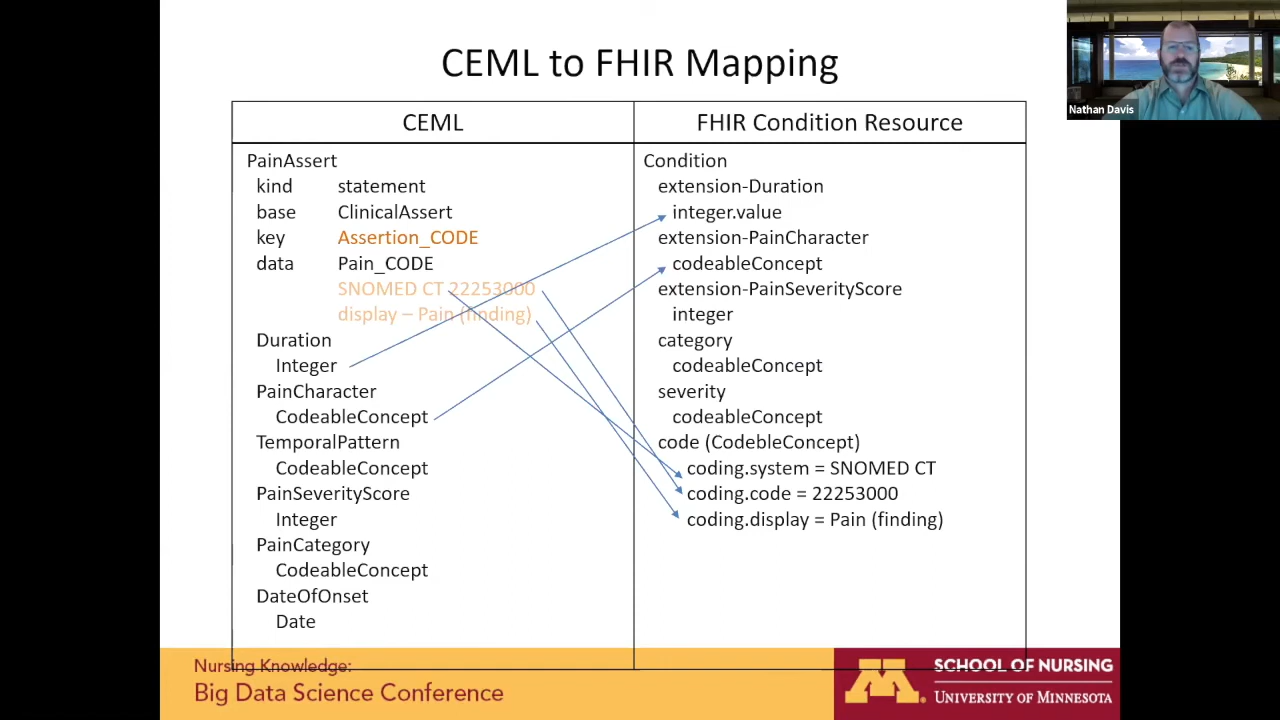 CEML to FHIR Mapping
Nathan Davis
CEML
FHIR Condition Resource
PainAssert
kind statement
base ClinicalAssert
key Assertion_CODE
data Pain_CODE
SNOMED CT 22253000
display – Pain (finding)
Duration
Integer
PainCharacter
CodeableConcept
TemporalPattern
CodeableConcept
PainSeverityScore
Integer
PainCategory
CodeableConcept
DateOfOnset
Date
Condition
extension-Duration
integer.value
extension-PainCharacter
codeableConcept
extension-PainSeverityScore
integer
category
codeableConcept
severity
codeableConcept
code (CodebleConcept)
coding.system = SNOMED CT
coding.code = 22253000
coding.display = Pain (finding)
Nursing Knowledge:
Big Data Science Conference
M
SCHOOL OF NURSING
UNIVERSITY OF MINNESOTA